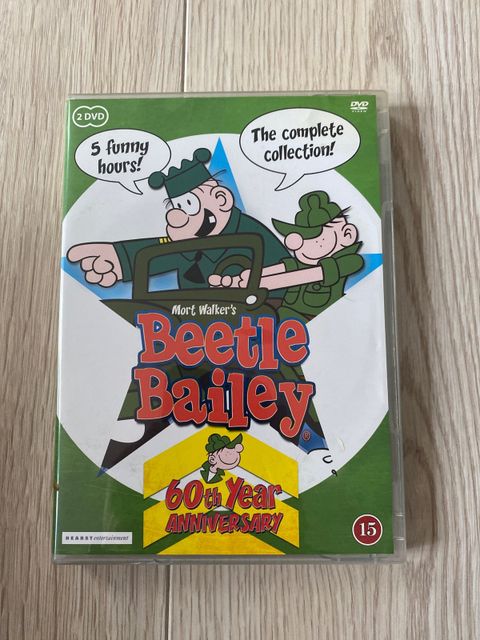 2 DVD
DVD
VIDEO
5 funny
hours!
The complete
collection!
Mort Walker's
Beetle
Bailey®
60th Year
ANNIVERSARY
HEARST entertainment
15